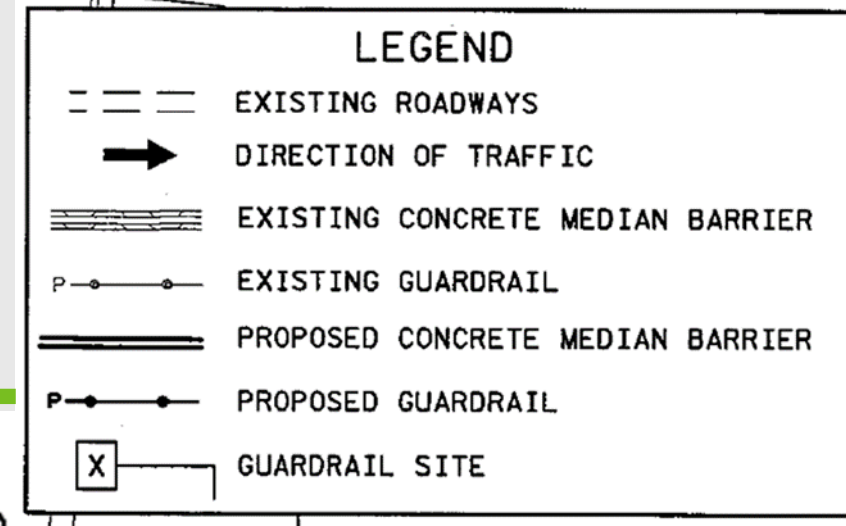 LEGEND
EXISTING ROADWAYS
DIRECTION OF TRAFFIC
EXISTING CONCRETE MEDIAN BARRIER
P EXISTING GUARDRAIL
PROPOSED CONCRETE MEDIAN BARRIER
P PROPOSED GUARDRAIL
X GUARDRAIL SITE